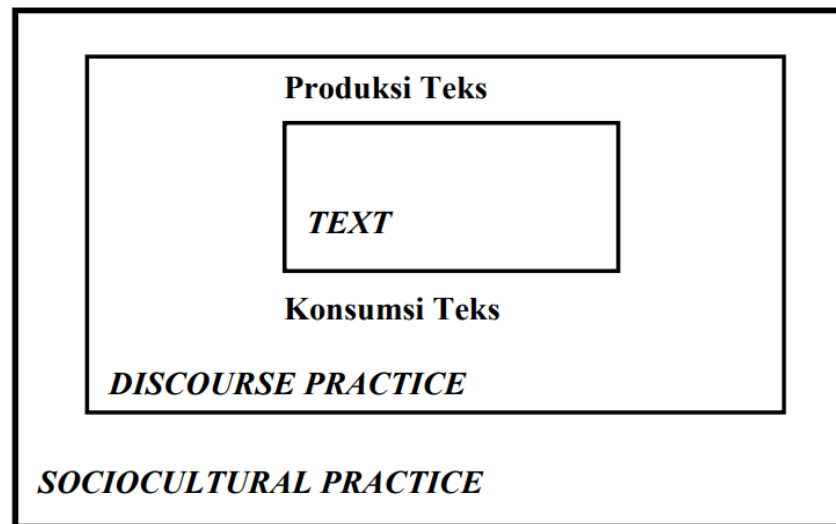 Produksi Teks
TEXT
Konsumsi Teks
DISCOURSE PRACTICE
SOCIOCULTURAL PRACTICE